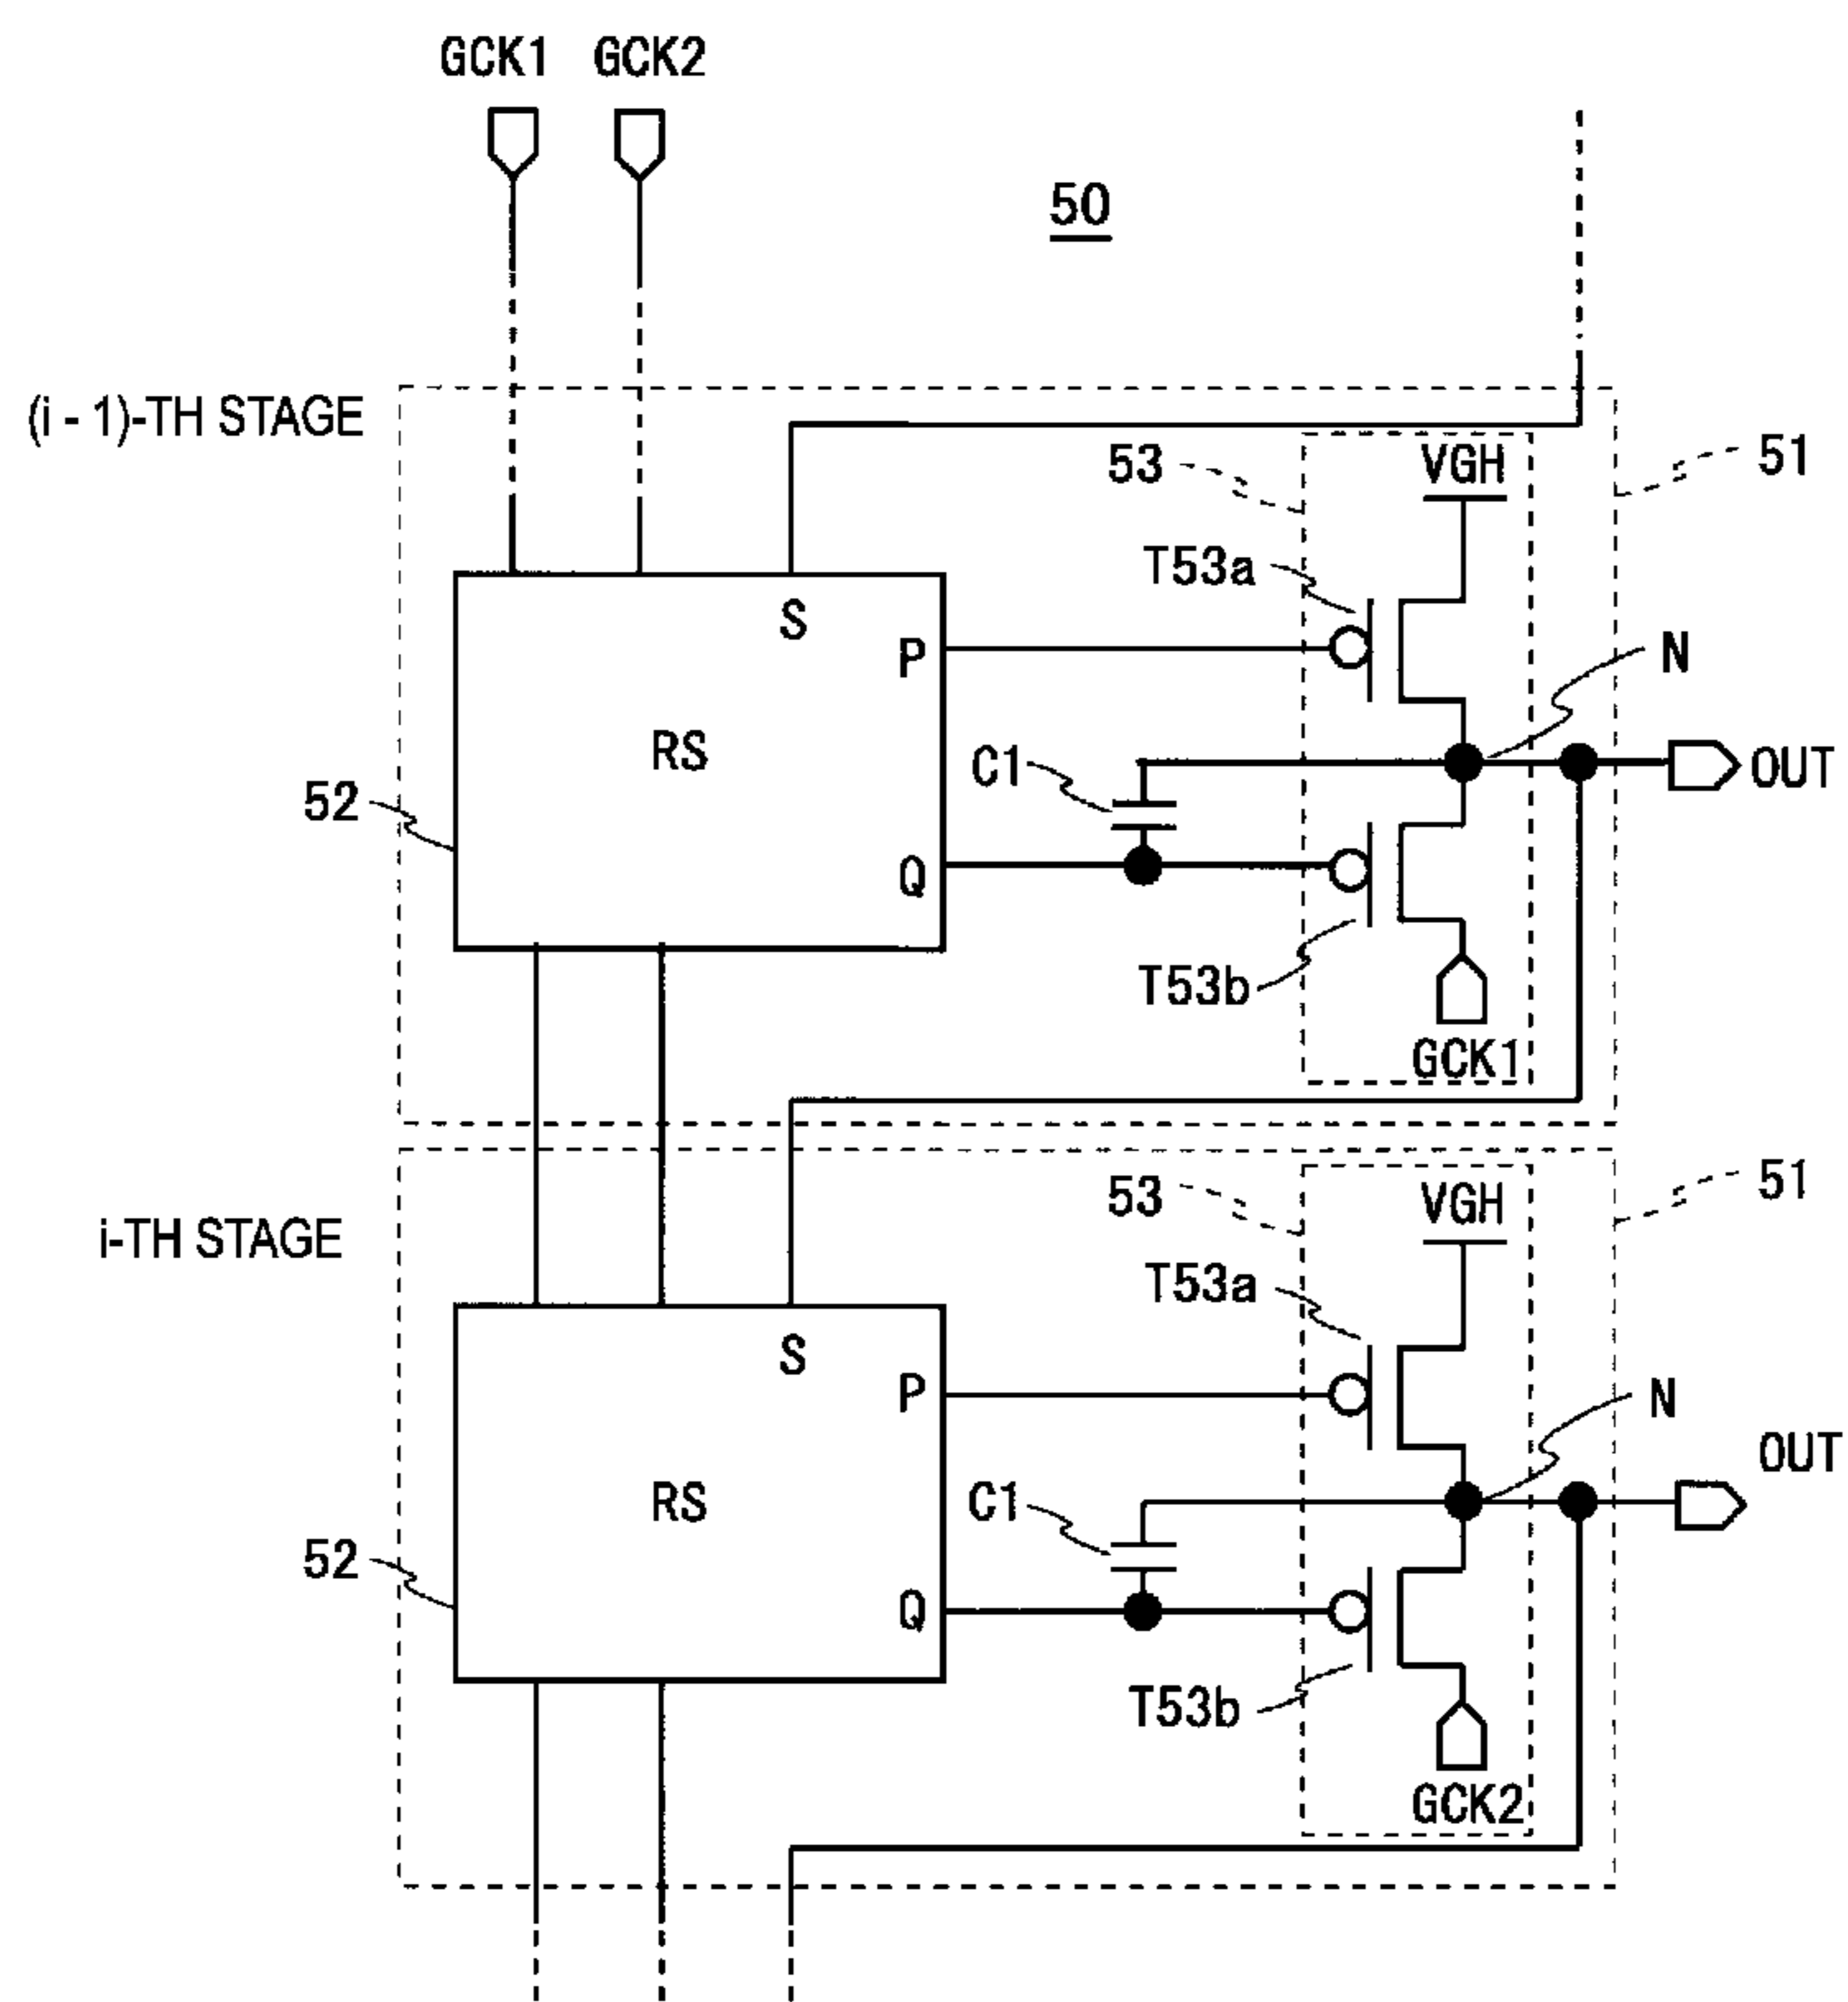 GCK1 GCK2
50
(i - 1)-TH STAGE
53
VGH
51
T53a
S
P
N
RS
C1
OUT
52
Q
T53b
GCK1
i-TH STAGE
53
VGH
51
T53a
S
P
N
OUT
RS
C1
52
Q
T53b
GCK2